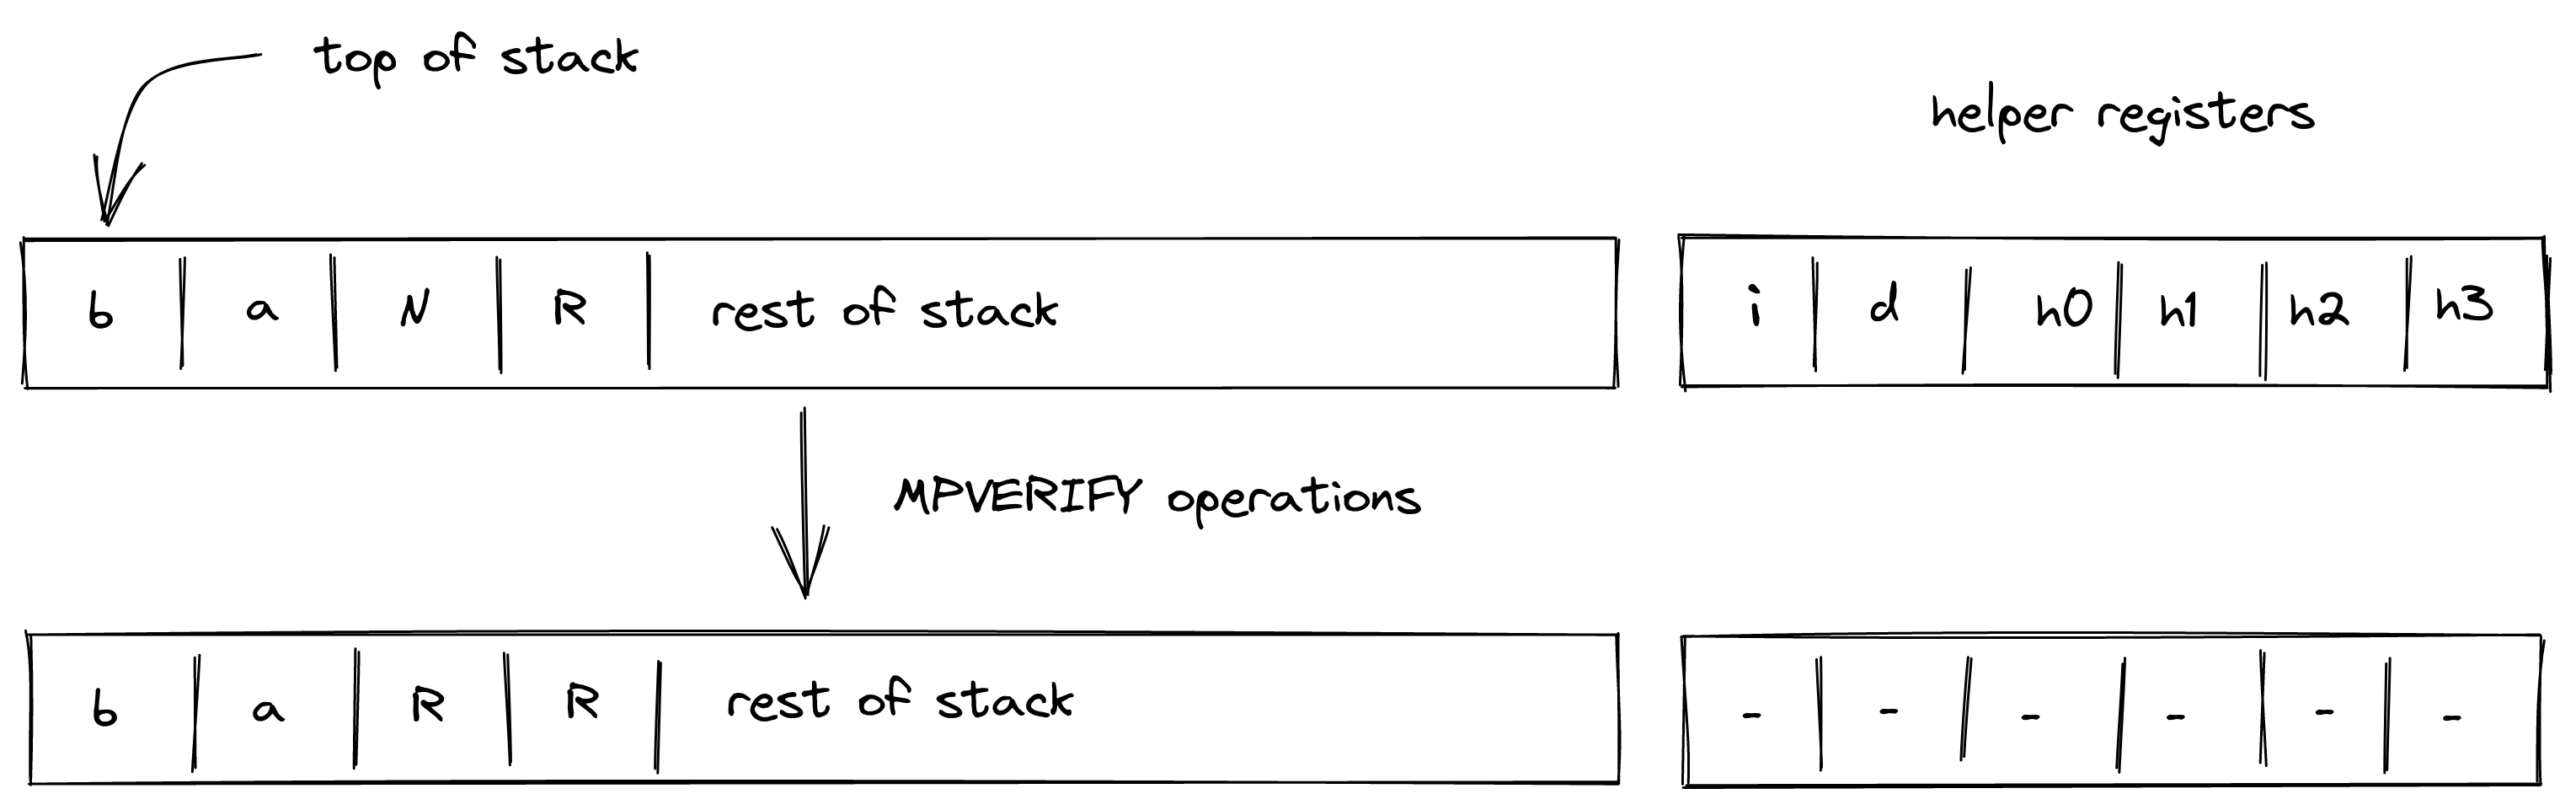 top of stack
helper registers
b a N R rest of stack
i d h0 h1 h2 h3
MPVERIFY operations
b a R R rest of stack
- - - - - -